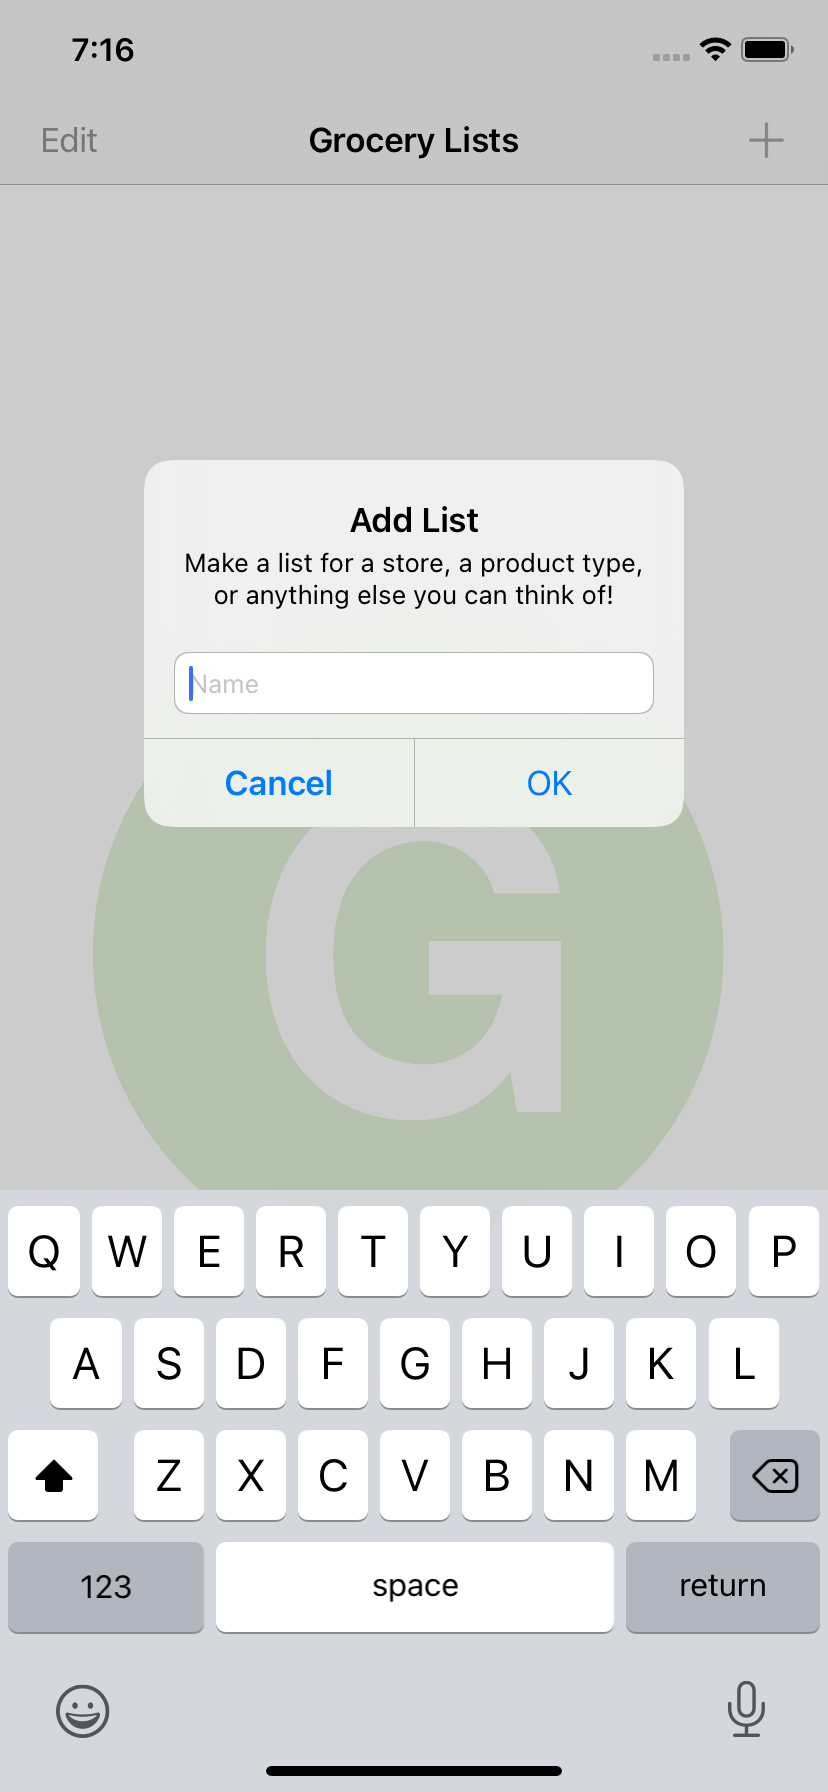 7:16
Edit Grocery Lists
Add List
Make a list for a store, a product type,
or anything else you can think of!
Name
Cancel OK
G
Q W E R T Y U I O P
A S D F G H J K L
Z X C V B N M
123 space return